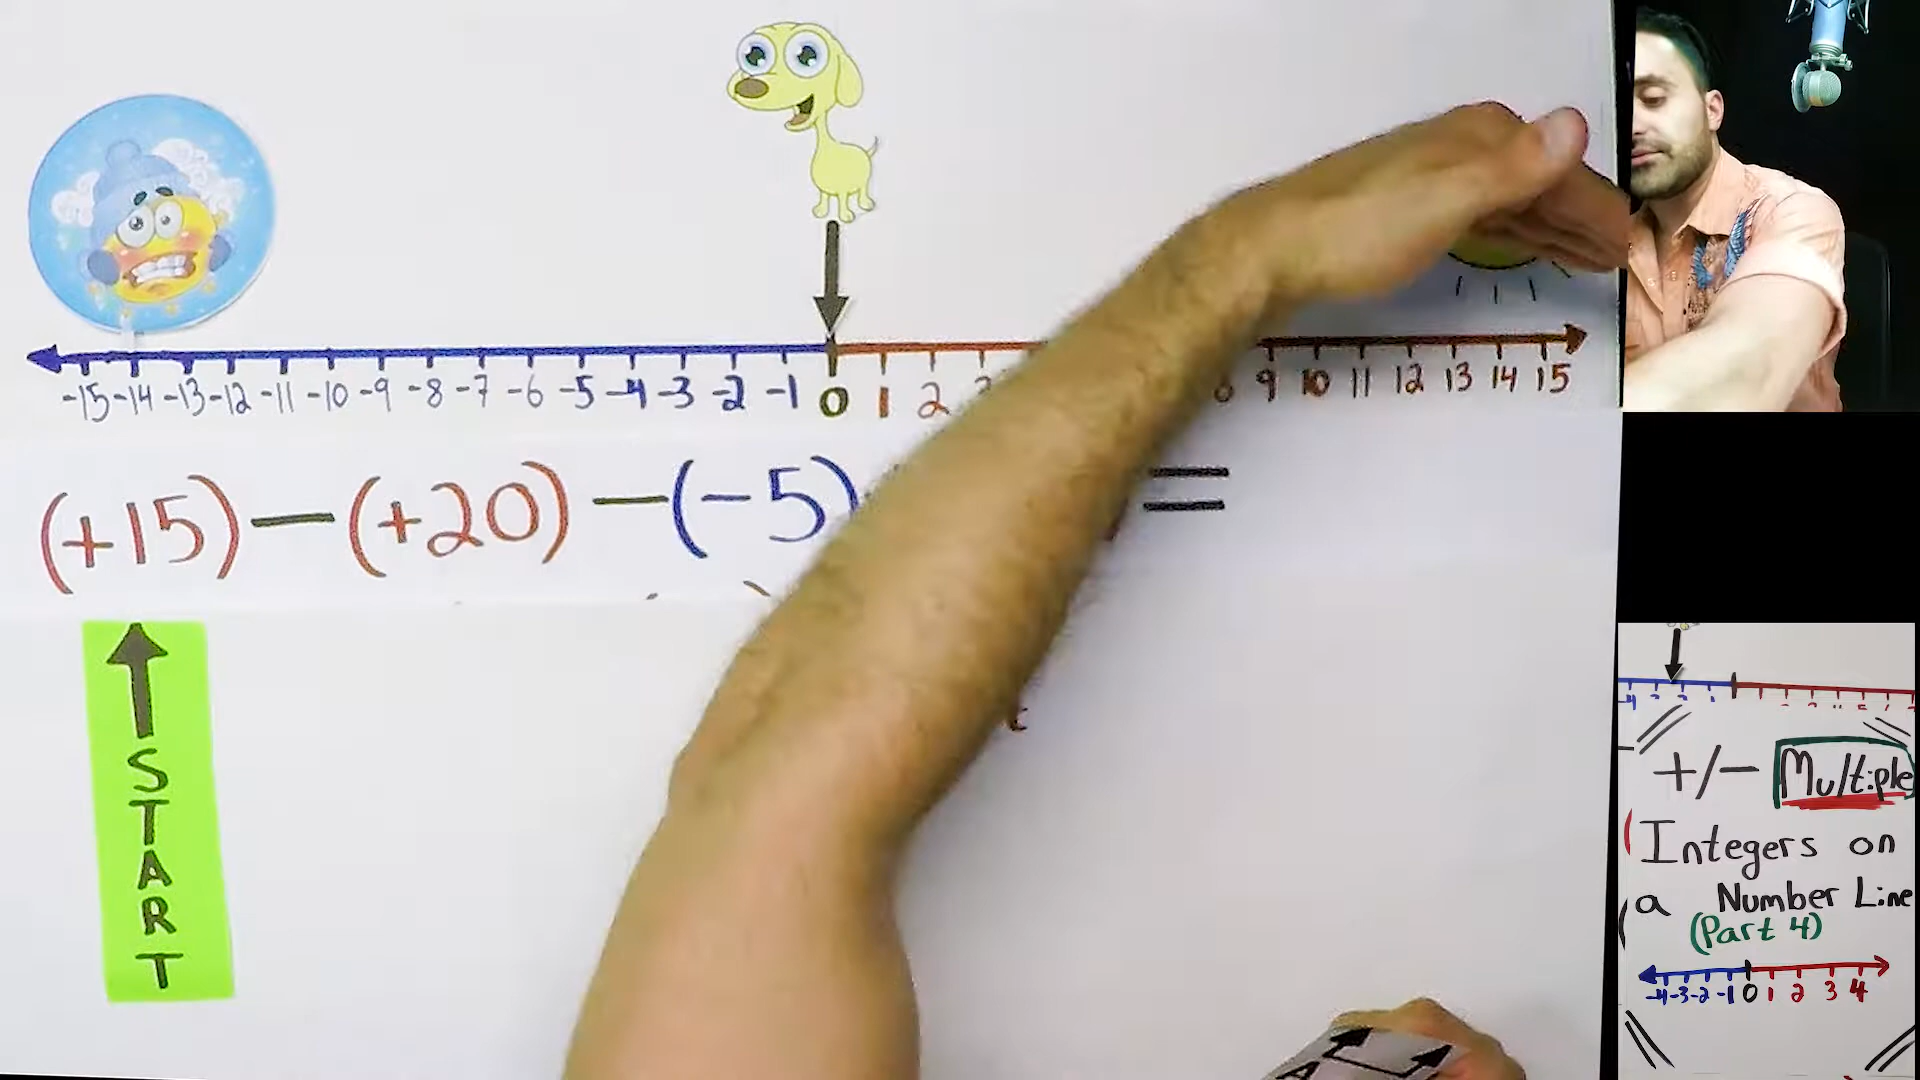 -15 -14 -13 -12 -11 -10 -9 -8 -7 -6 -5 -4 -3 -2 -1 0 1 2 9 10 11 12 13 14 15
(+15) — (+20) — (-5) =
START
+/- Multiple
Integers on
a Number Line
(Part 4)
-4 -3 -2 -1 0 1 2 3 4